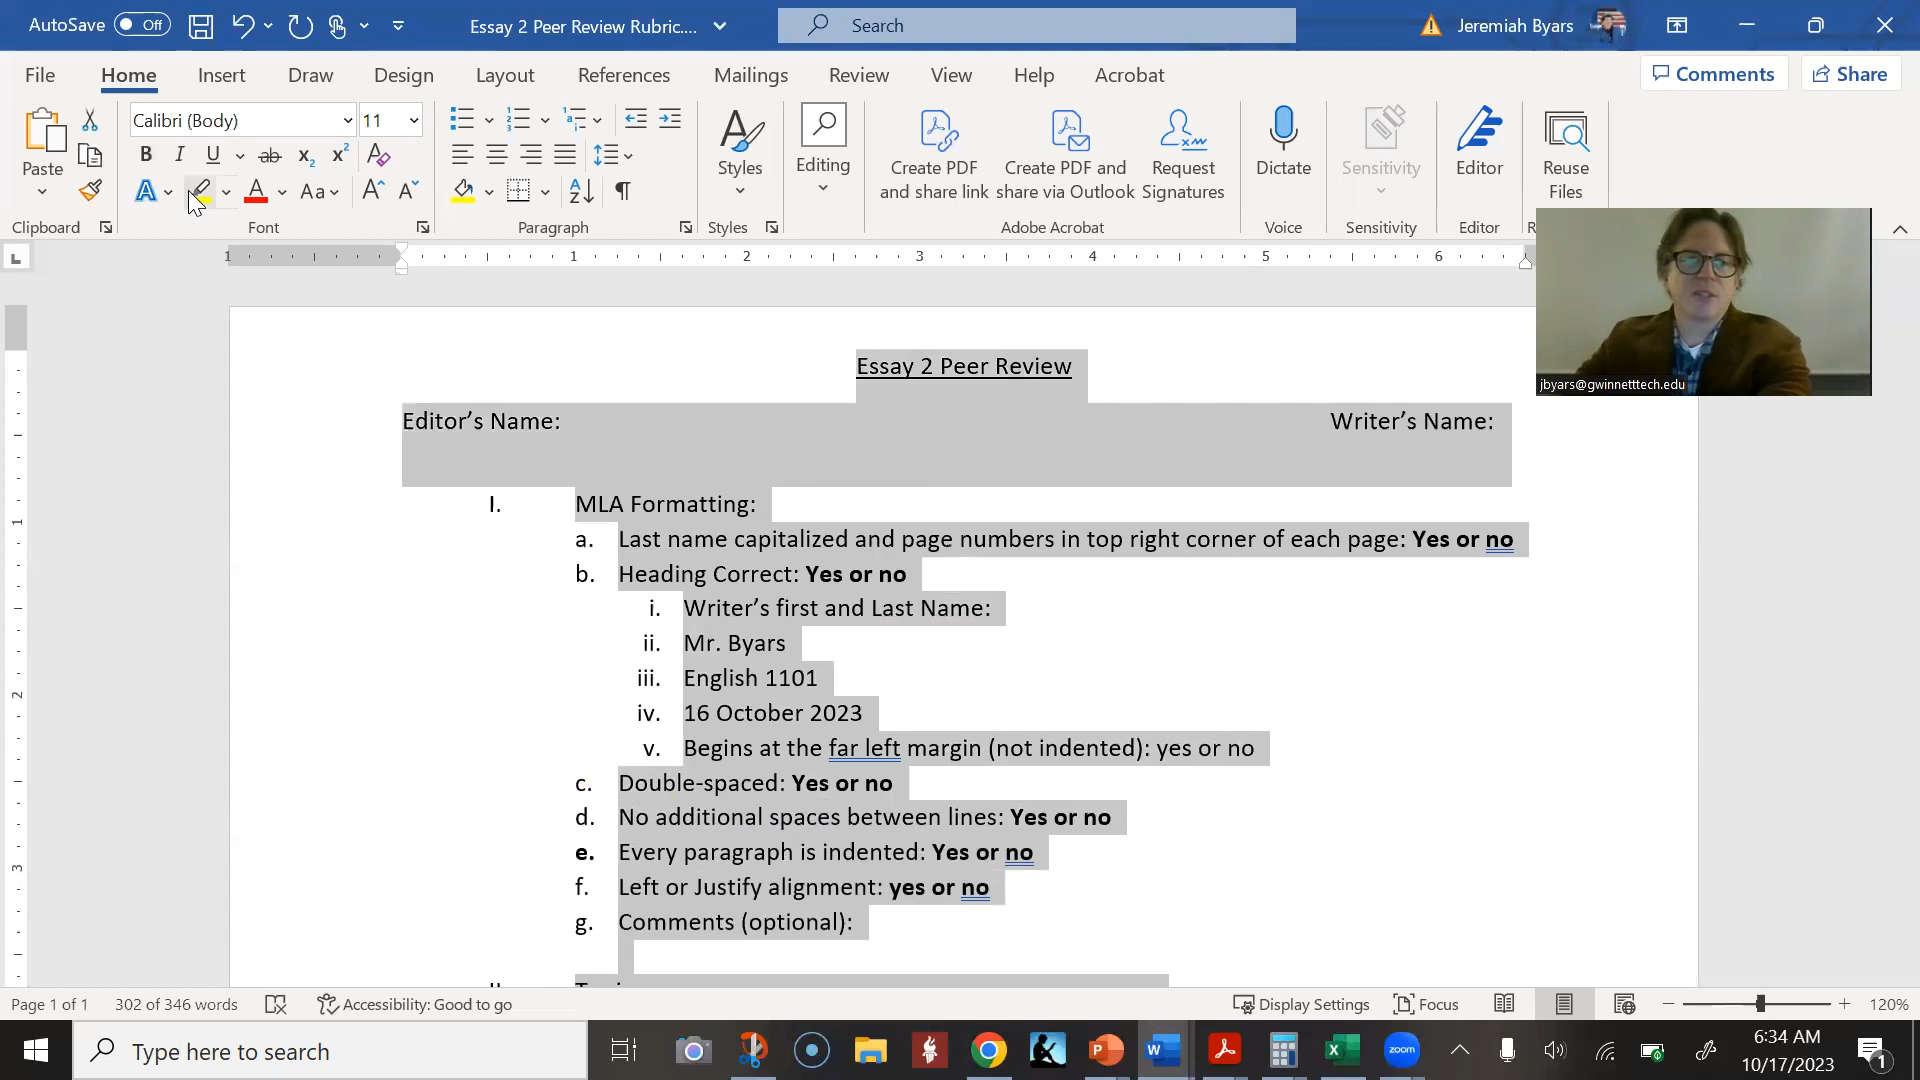 AutoSave Off Essay 2 Peer Review Rubric.... Search Jeremiah Byars
File Home Insert Draw Design Layout References Mailings Review View Help Acrobat Comments Share
Calibri (Body) 11
Paste Styles Editing Create PDF and share link Create PDF and share via Outlook Request Signatures Dictate Sensitivity Editor Reuse Files
Clipboard Font Paragraph Styles Adobe Acrobat Voice Sensitivity Editor R
1 1 2 3 4 5 6
jbyars@gwinnetttech.edu
Essay 2 Peer Review
Editor’s Name: Writer’s Name:
I. MLA Formatting:
a. Last name capitalized and page numbers in top right corner of each page: Yes or no
b. Heading Correct: Yes or no
i. Writer’s first and Last Name:
ii. Mr. Byars
iii. English 1101
iv. 16 October 2023
v. Begins at the far left margin (not indented): yes or no
c. Double-spaced: Yes or no
d. No additional spaces between lines: Yes or no
e. Every paragraph is indented: Yes or no
f. Left or Justify alignment: yes or no
g. Comments (optional):
Page 1 of 1 302 of 346 words Accessibility: Good to go Display Settings Focus 120%
Type here to search zoom 6:34 AM
10/17/2023 1